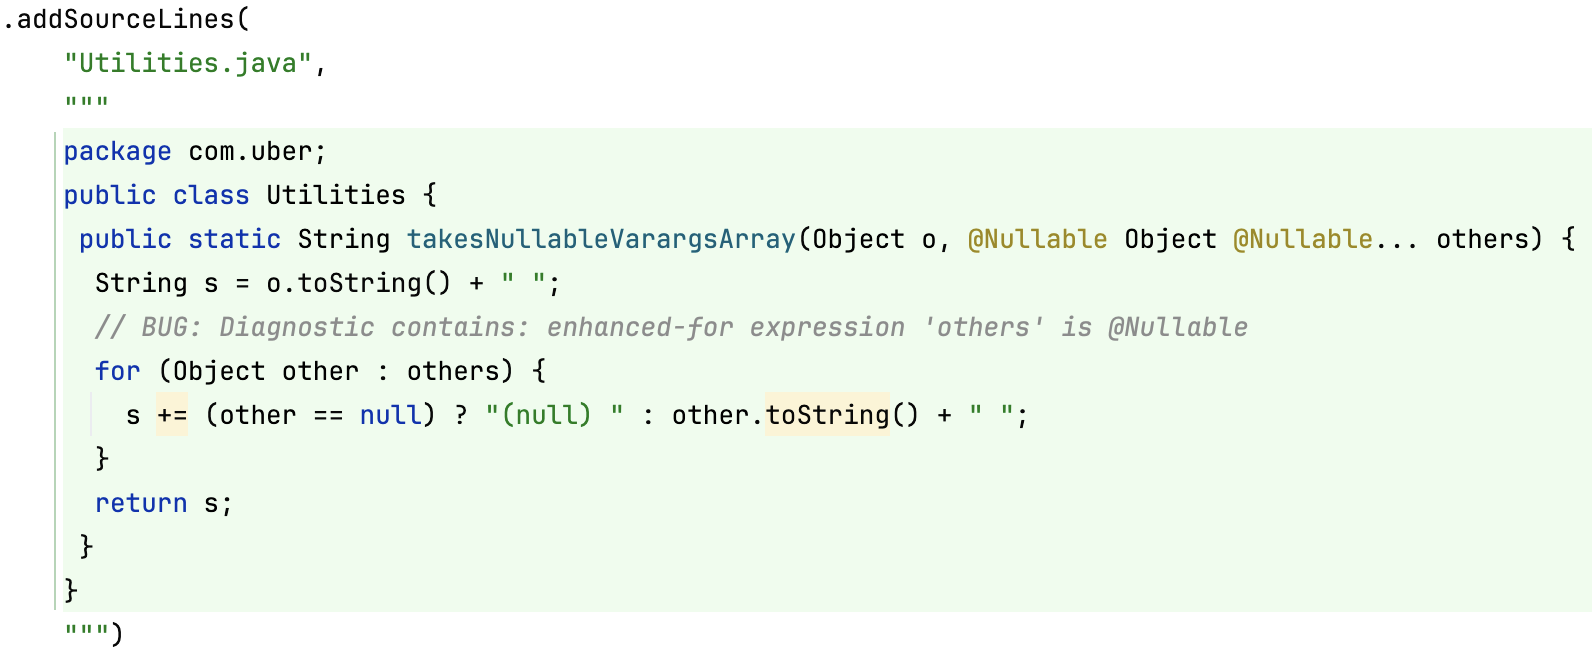 .addSourceLines(
    "Utilities.java",
    """
    package com.uber;
    public class Utilities {
     public static String takesNullableVarargsArray(Object o, @Nullable Object @Nullable... others) {
      String s = o.toString() + " ";
      // BUG: Diagnostic contains: enhanced-for expression 'others' is @Nullable
      for (Object other : others) {
        s += (other == null) ? "(null) " : other.toString() + " ";
      }
      return s;
     }
    }
    """)